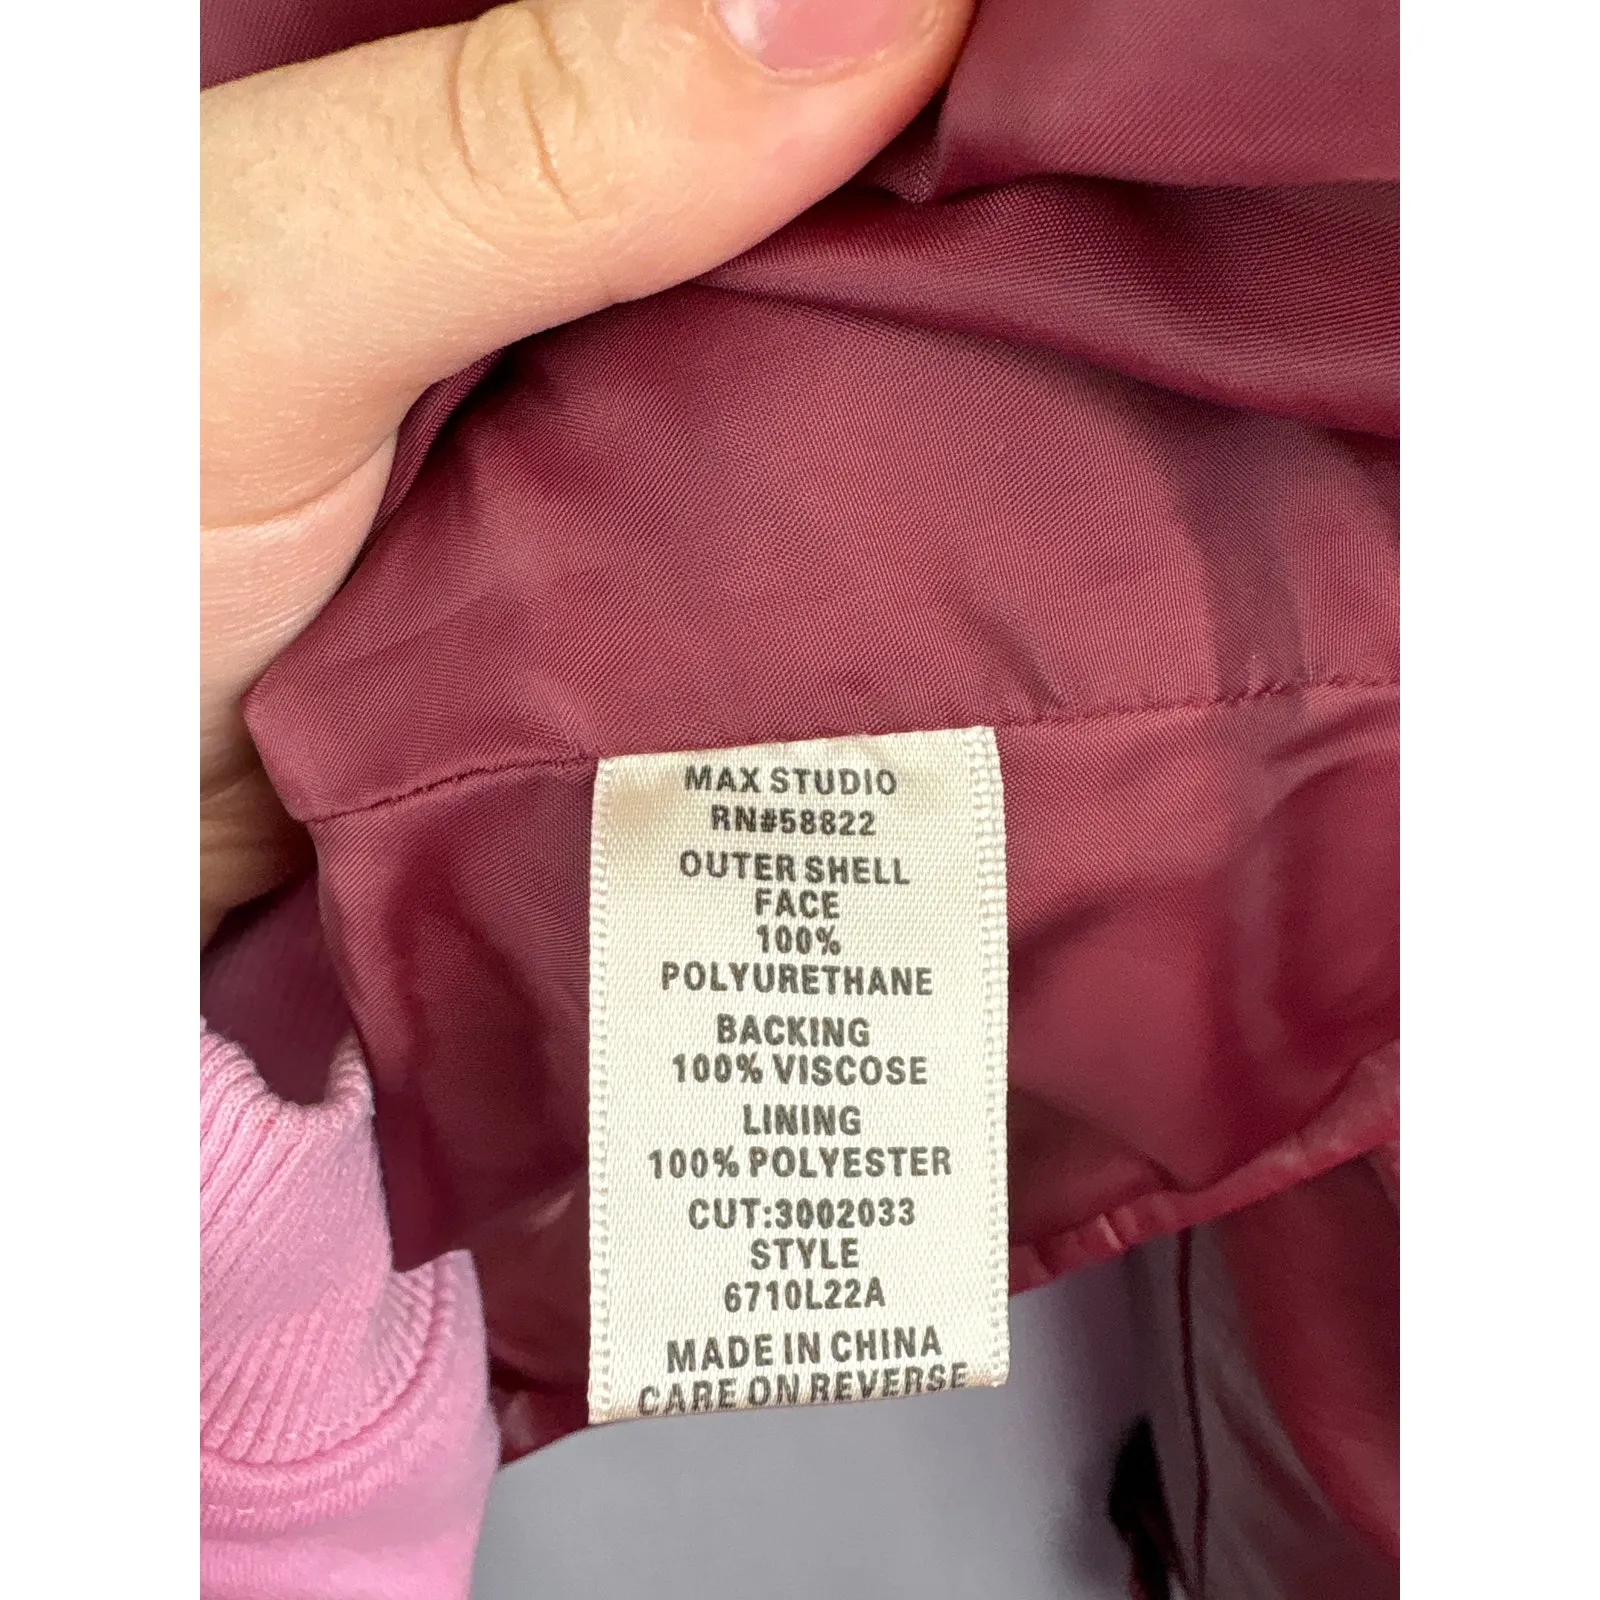 MAX STUDIO
RN#58822
OUTER SHELL
FACE
100%
POLYURETHANE
BACKING
100% VISCOSE
LINING
100% POLYESTER
CUT:3002033
STYLE
6710L22A
MADE IN CHINA
CARE ON REVERSE